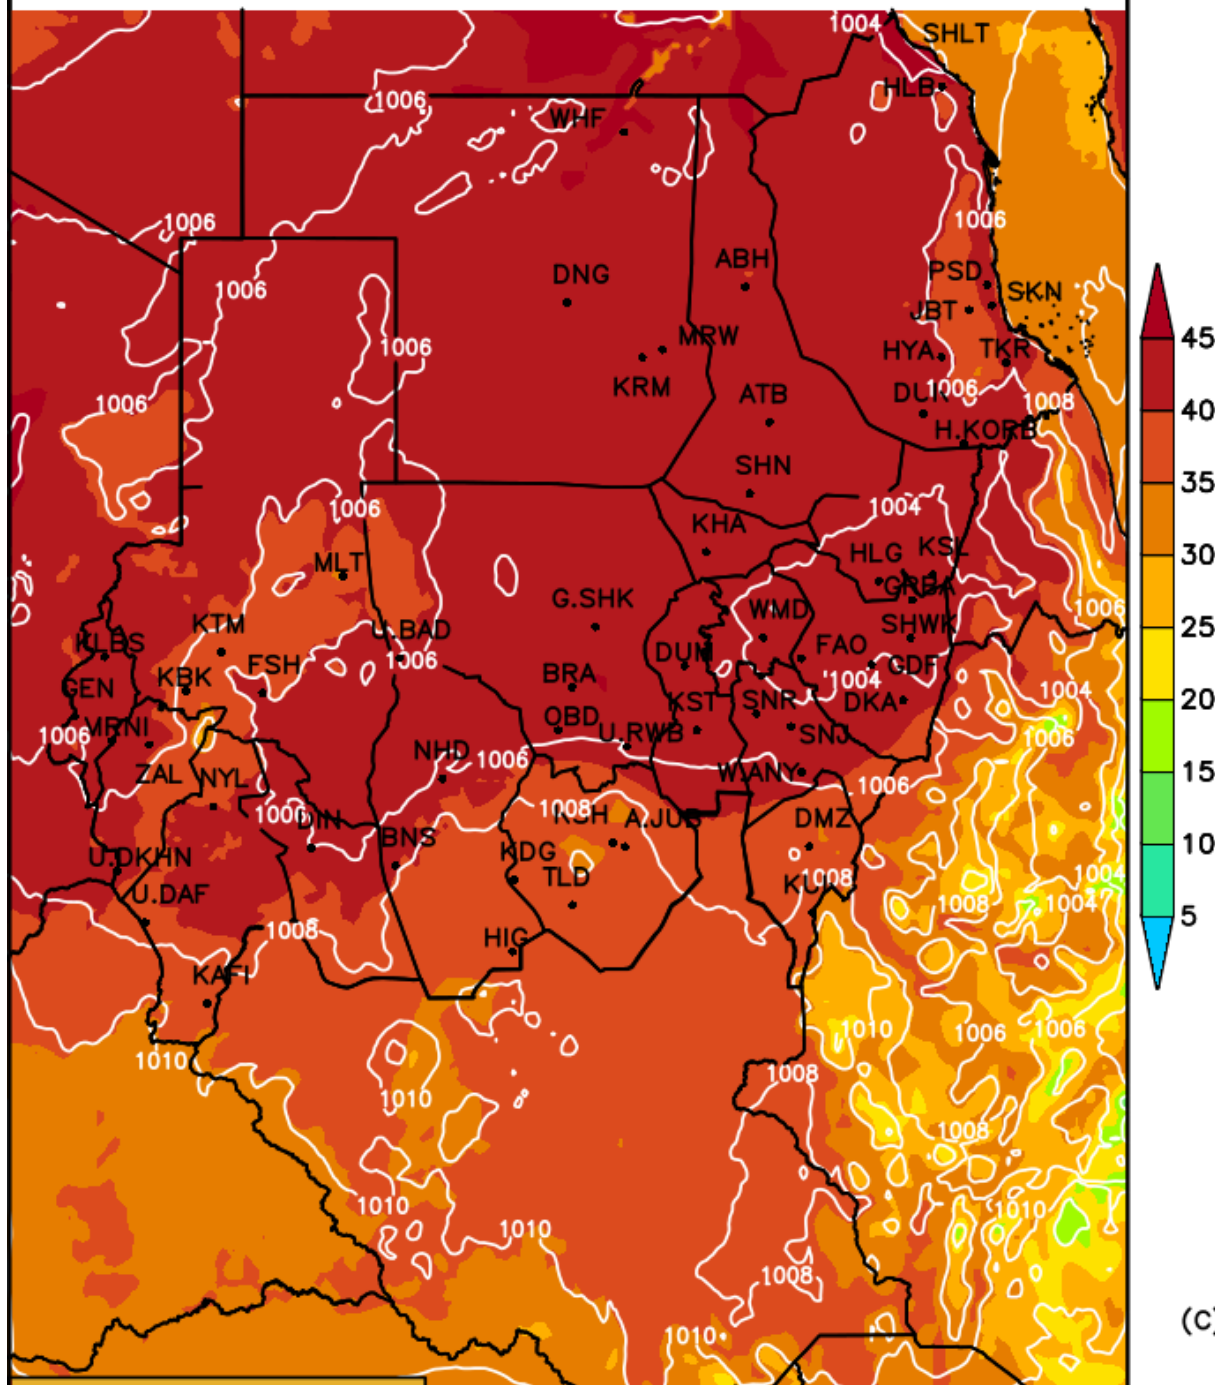 1004
SHLT
HLB
1006
WHF
1006
1006
ABH
PSD
DNG
1006
SKN
JBT
MRW
1006
HYA
TKR
45
KRM
1006
DUR
ATB
1006
1008
40
H.KORB
SHN
35
1006
1004
KHA
HLG
KSL
MLT
30
GRBA
G.SHK
WMD
1006
KTM
U.BAD
SHWK
25
KLBS
DUM
FAO
FSH
1006
GDF
KBK
BRA
1004
GEN
KST
SNR
DKA
1004
20
OBD
VRNI
1006
U.RWB
SNJ
1006
NHD
1006
ZAL
NYL
W.ANY
15
1006
1008
DIN
KSH
A.JUB
DMZ
BNS
10
U.DKHN
KDG
TLD
1004
KUR
1008
U.DAF
1008
1004
5
1008
HIG
KAFI
1010
1006
1006
1010
1008
1010
1008
1010
1010
1010
1008
(C)
1010